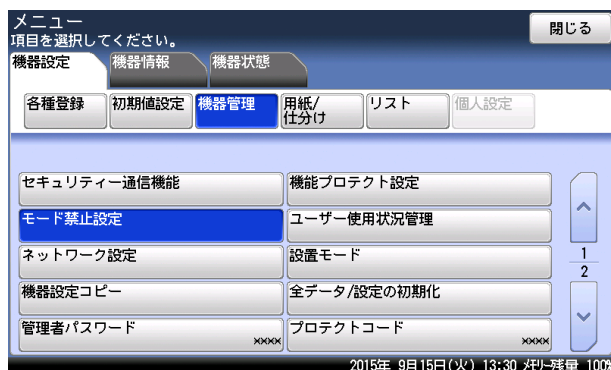 メニュー
項目を選択してください。
閉じる
機器設定 機器情報 機器状態
各種登録 初期値設定 機器管理 用紙/ リスト 個人設定
仕分け
セキュリティー通信機能 機能プロテクト設定
モード禁止設定 ユーザー使用状況管理
ネットワーク設定 設置モード
1
2
機器設定コピー 全データ/設定の初期化
管理者パスワード ×××× プロテクトコード ××××
2015年 9月15日(火) 13:30 メモリー残量 100%